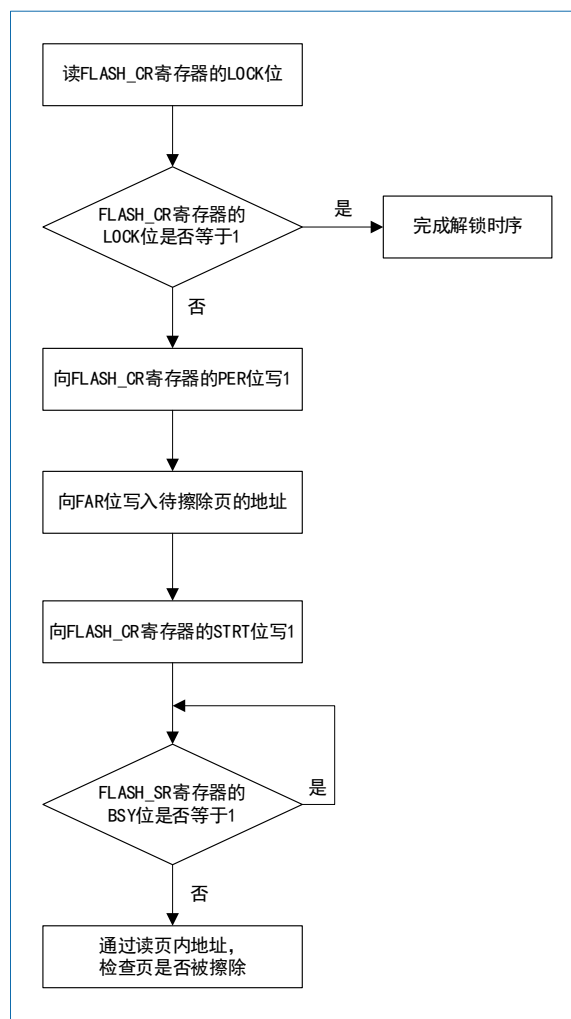 读FLASH_CR寄存器的LOCK位
FLASH_CR寄存器的
LOCK位是否等于1
是
完成解锁时序
否
向FLASH_CR寄存器的PER位写1
向FAR位写入待擦除页的地址
向FLASH_CR寄存器的STRT位写1
FLASH_SR寄存器的
BSY位是否等于1
是
否
通过读页内地址，
检查页是否被擦除